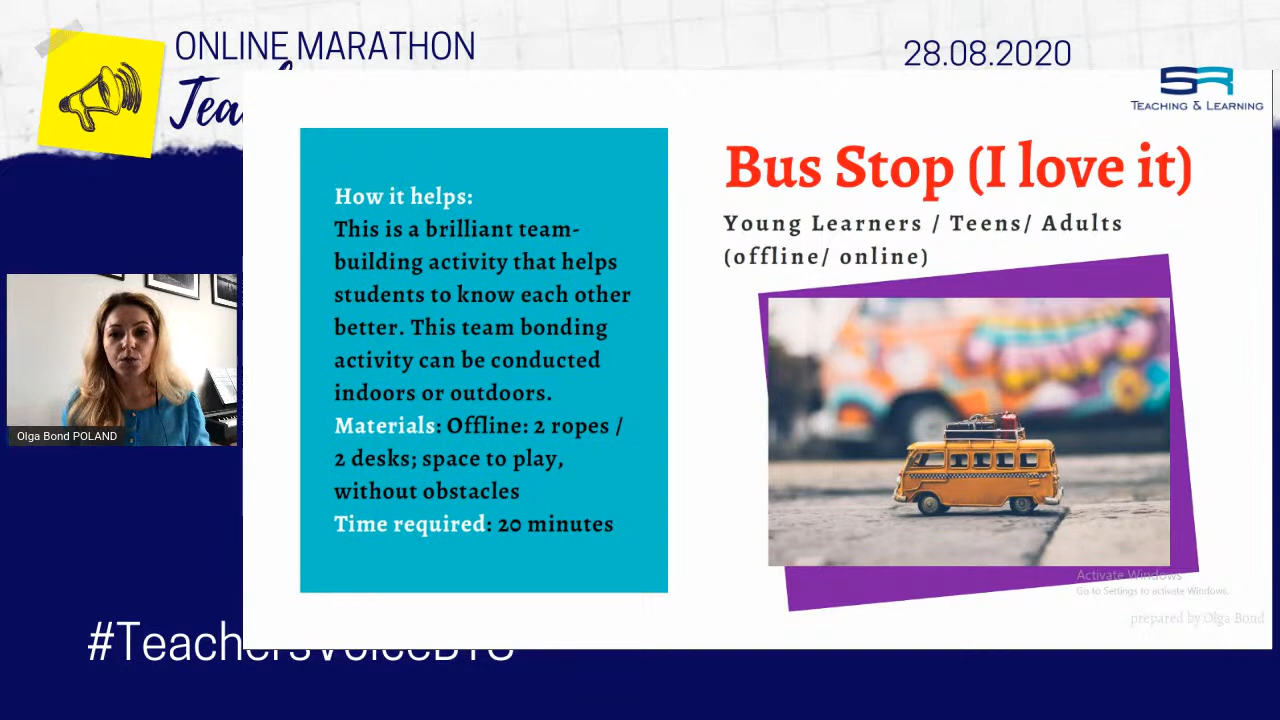 ONLINE MARATHON
28.08.2020
TEACHING & LEARNING
How it helps:
This is a brilliant team-
building activity that helps
students to know each other
better. This team bonding
activity can be conducted
indoors or outdoors.
Materials: Offline: 2 ropes /
2 desks; space to play,
without obstacles
Time required: 20 minutes
Bus Stop (I love it)
Young Learners / Teens/ Adults
(offline/ online)
Olga Bond POLAND
Activate Windows
Go to Settings to activate Windows.
prepared by Olga Bond